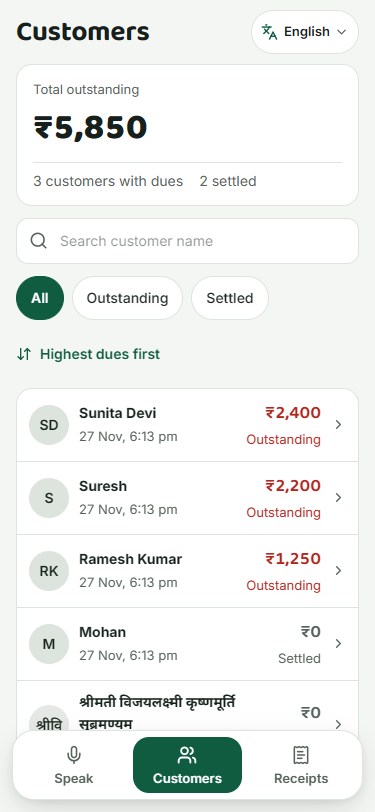 Customers
English
Total outstanding
₹5,850
3 customers with dues 2 settled
Search customer name
All Outstanding Settled
Highest dues first
SD Sunita Devi ₹2,400
27 Nov, 6:13 pm Outstanding
S Suresh ₹2,200
27 Nov, 6:13 pm Outstanding
RK Ramesh Kumar ₹1,250
27 Nov, 6:13 pm Outstanding
M Mohan ₹0
27 Nov, 6:13 pm Settled
श्रीवि श्रीमती विजयलक्ष्मी कृष्णमूर्ति ₹0
सुब्रमण्यम
Speak Customers Receipts